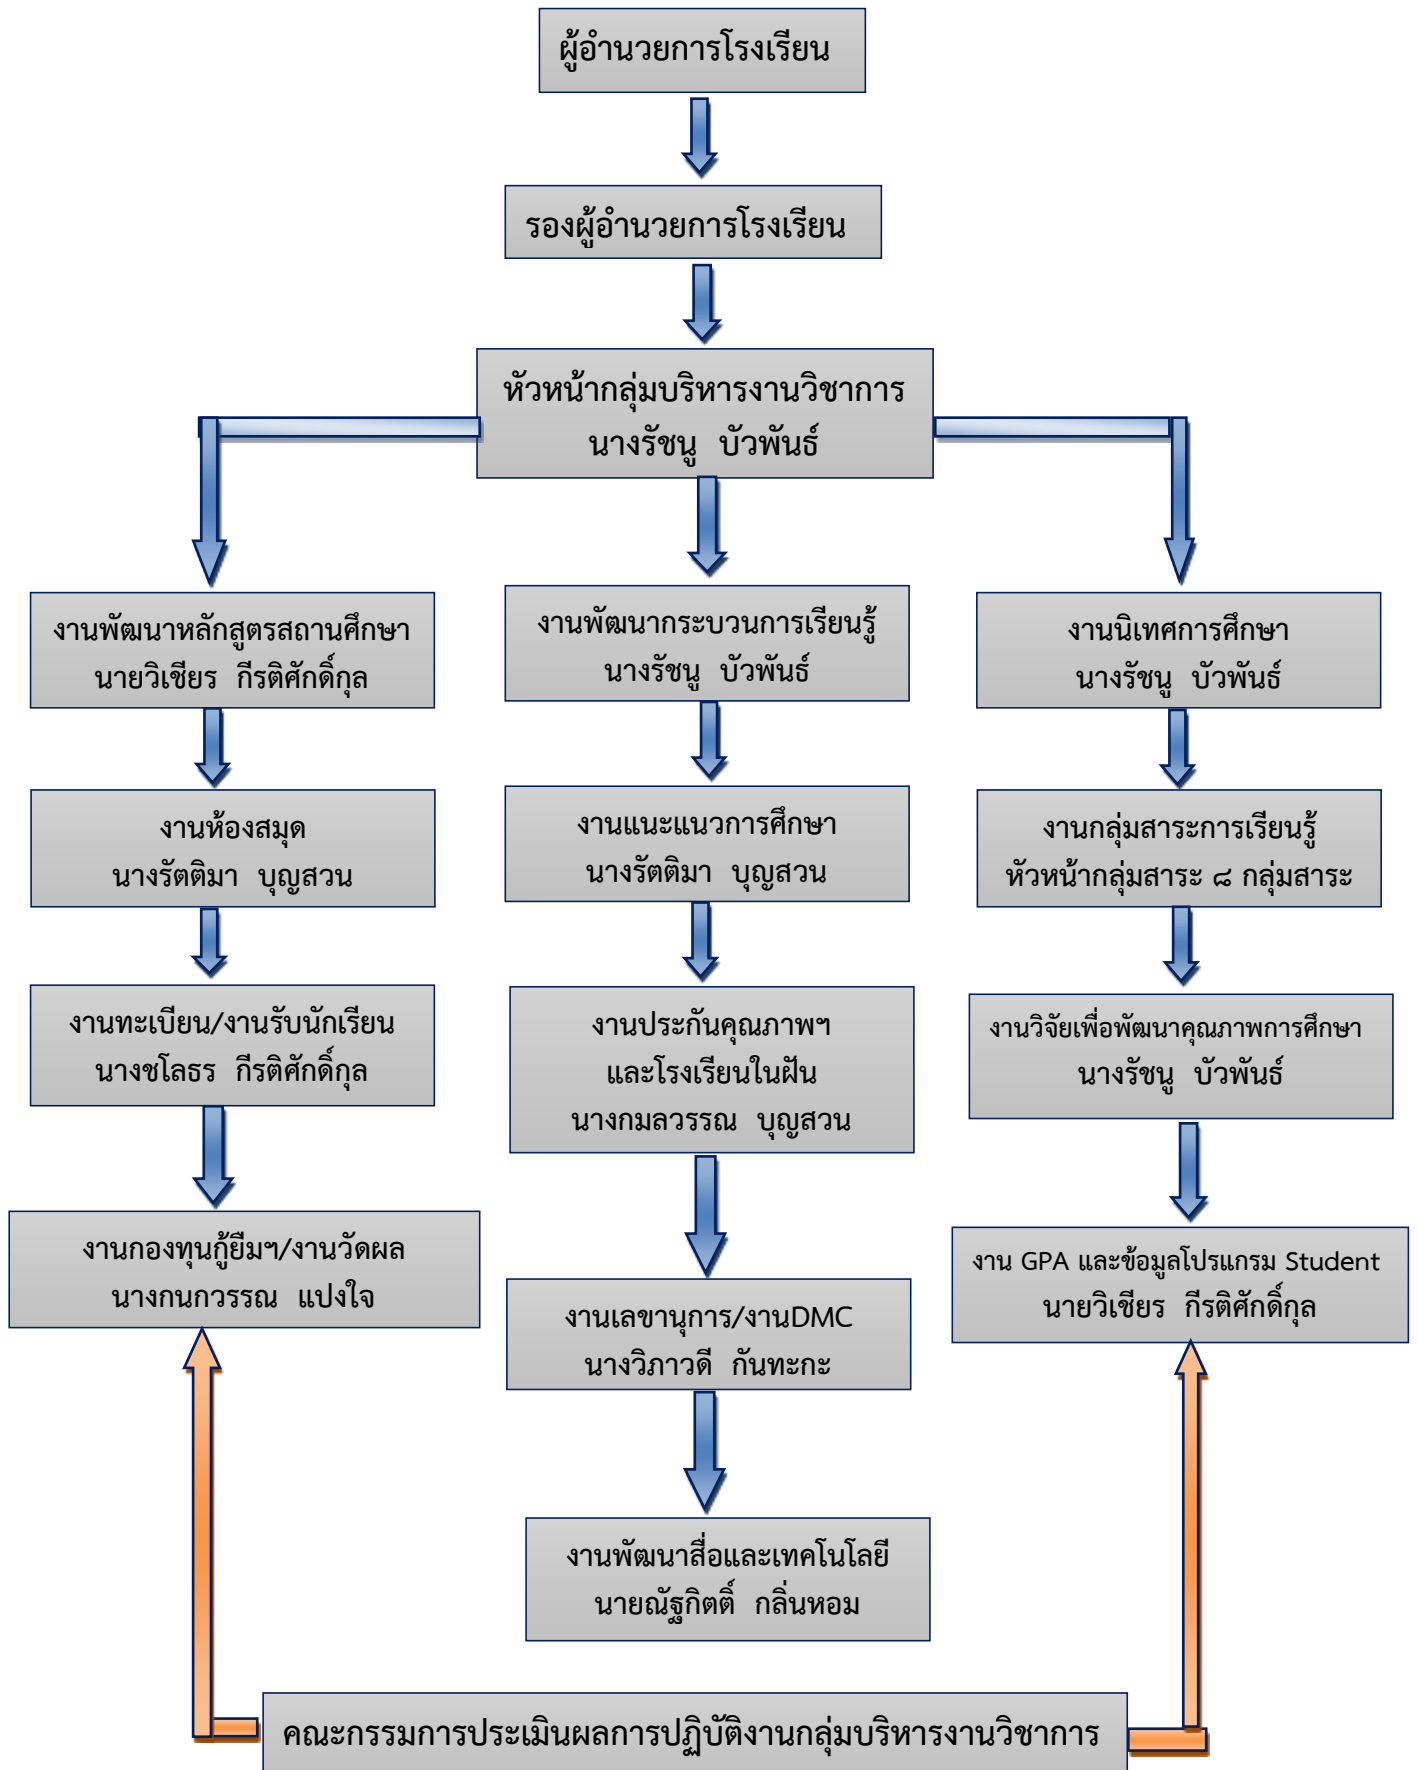 ผู้อำนวยการโรงเรียน
รองผู้อำนวยการโรงเรียน
หัวหน้ากลุ่มบริหารงานวิชาการ
นางรัชนู บัวพันธ์
งานพัฒนาหลักสูตรสถานศึกษา
นายวิเชียร กีรติศักดิ์กุล
งานห้องสมุด
นางรัตติมา บุญสวน
งานทะเบียน/งานรับนักเรียน
นางชโลธร กีรติศักดิ์กุล
งานกองทุนกู้ยืมฯ/งานวัดผล
นางกนกวรรณ แปงใจ
งานพัฒนากระบวนการเรียนรู้
นางรัชนู บัวพันธ์
งานแนะแนวการศึกษา
นางรัตติมา บุญสวน
งานประกันคุณภาพฯ
และโรงเรียนในฝัน
นางกมลวรรณ บุญสวน
งานเลขานุการ/งานDMC
นางวิภาวดี กันทะกะ
งานพัฒนาสื่อและเทคโนโลยี
นายณัฐกิตติ์ กลิ่นหอม
งานนิเทศการศึกษา
นางรัชนู บัวพันธ์
งานกลุ่มสาระการเรียนรู้
หัวหน้ากลุ่มสาระ ๘ กลุ่มสาระ
งานวิจัยเพื่อพัฒนาคุณภาพการศึกษา
นางรัชนู บัวพันธ์
งาน GPA และข้อมูลโปรแกรม Student
นายวิเชียร กีรติศักดิ์กุล
คณะกรรมการประเมินผลการปฏิบัติงานกลุ่มบริหารงานวิชาการ